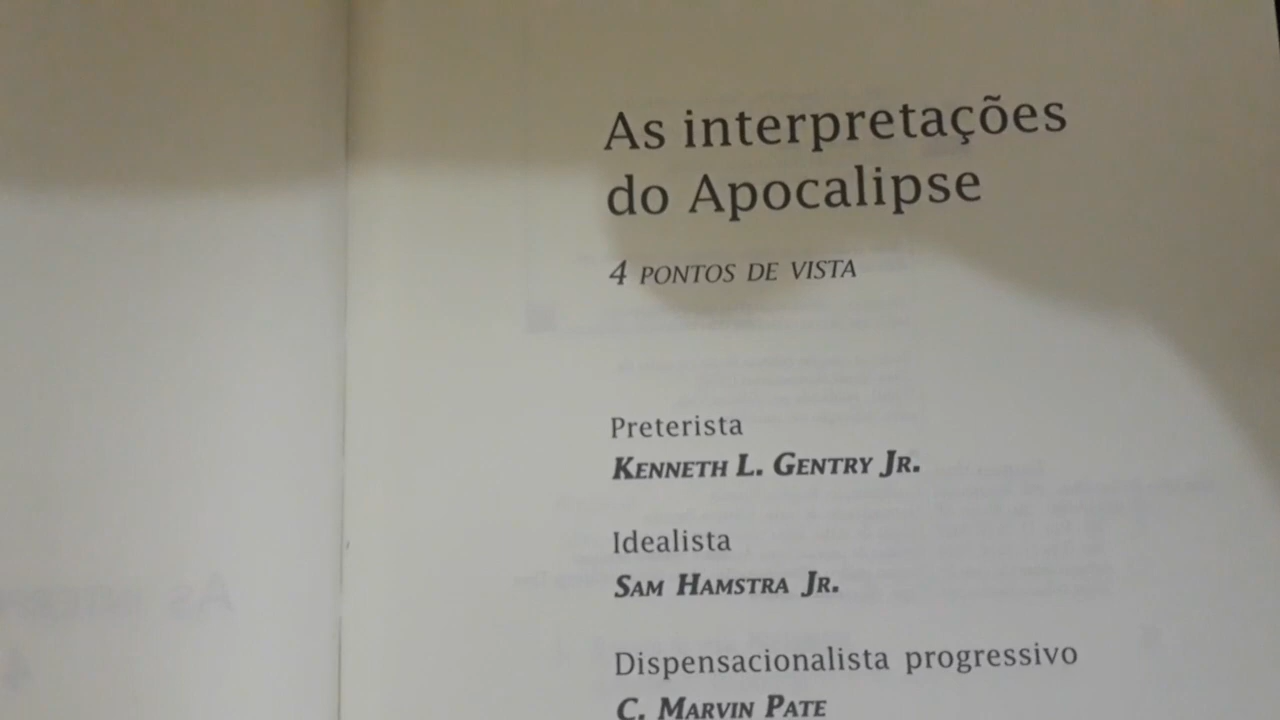 As interpretações
do Apocalipse
4 PONTOS DE VISTA
Preterista
KENNETH L. GENTRY JR.
Idealista
SAM HAMSTRA JR.
Dispensacionalista progressivo
C. MARVIN PATE